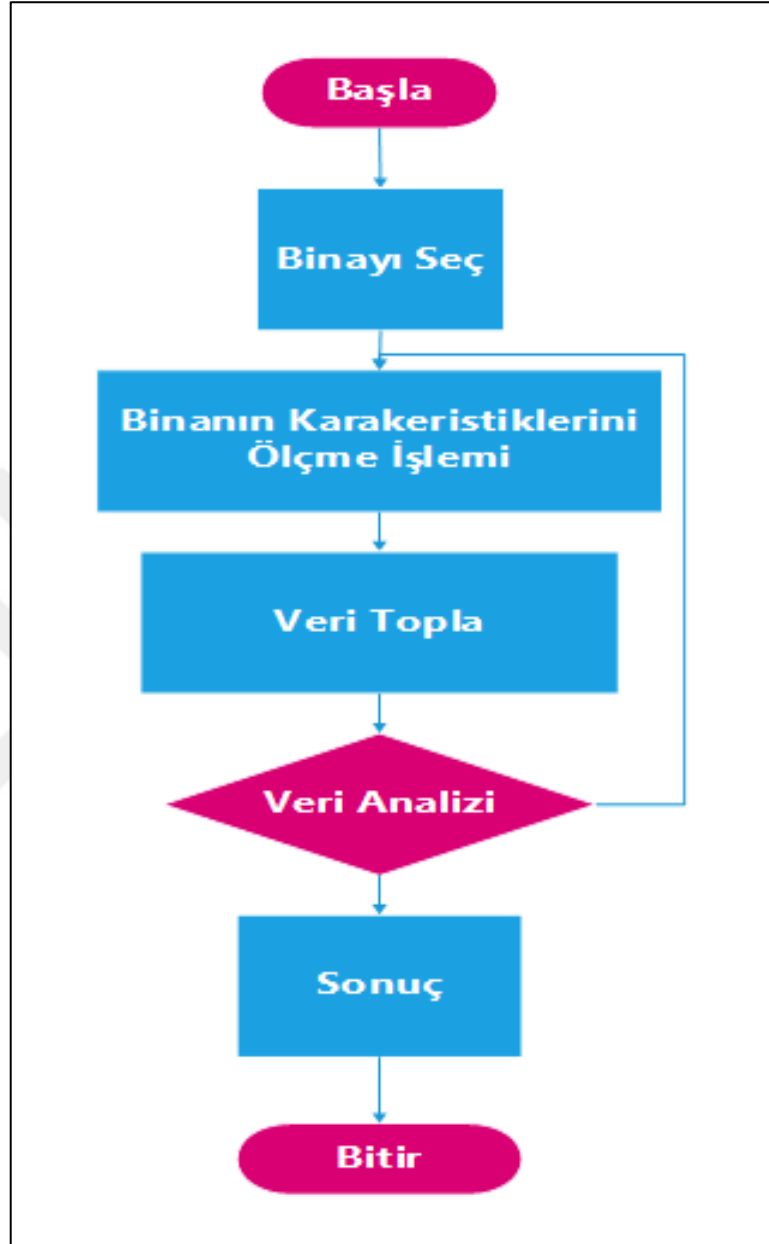 Başla
Binayı Seç
Binanın Karakeristiklerini
Ölçme İşlemi
Veri Topla
Veri Analizi
Sonuç
Bitir